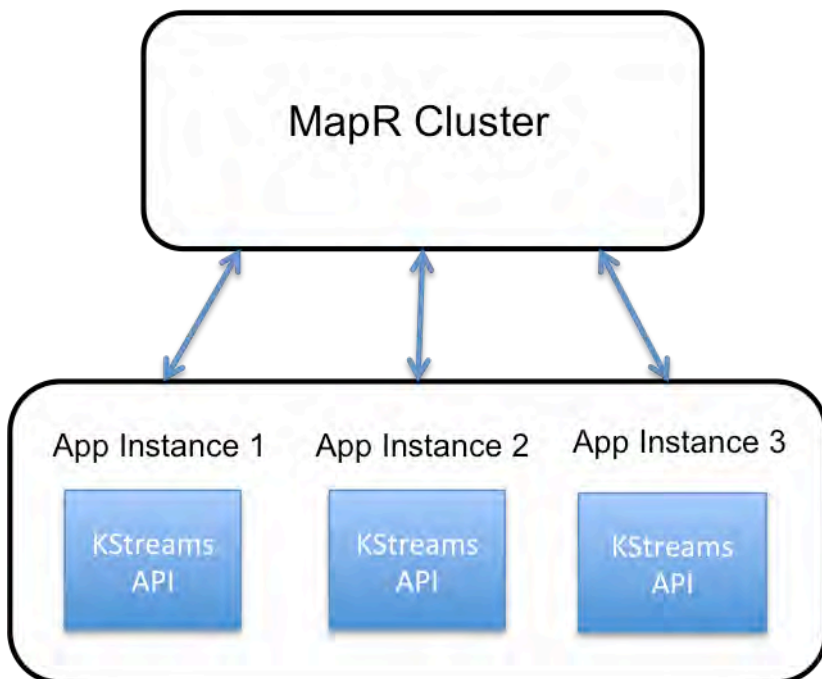 MapR Cluster
App Instance 1 App Instance 2 App Instance 3
KStreams KStreams KStreams
API API API